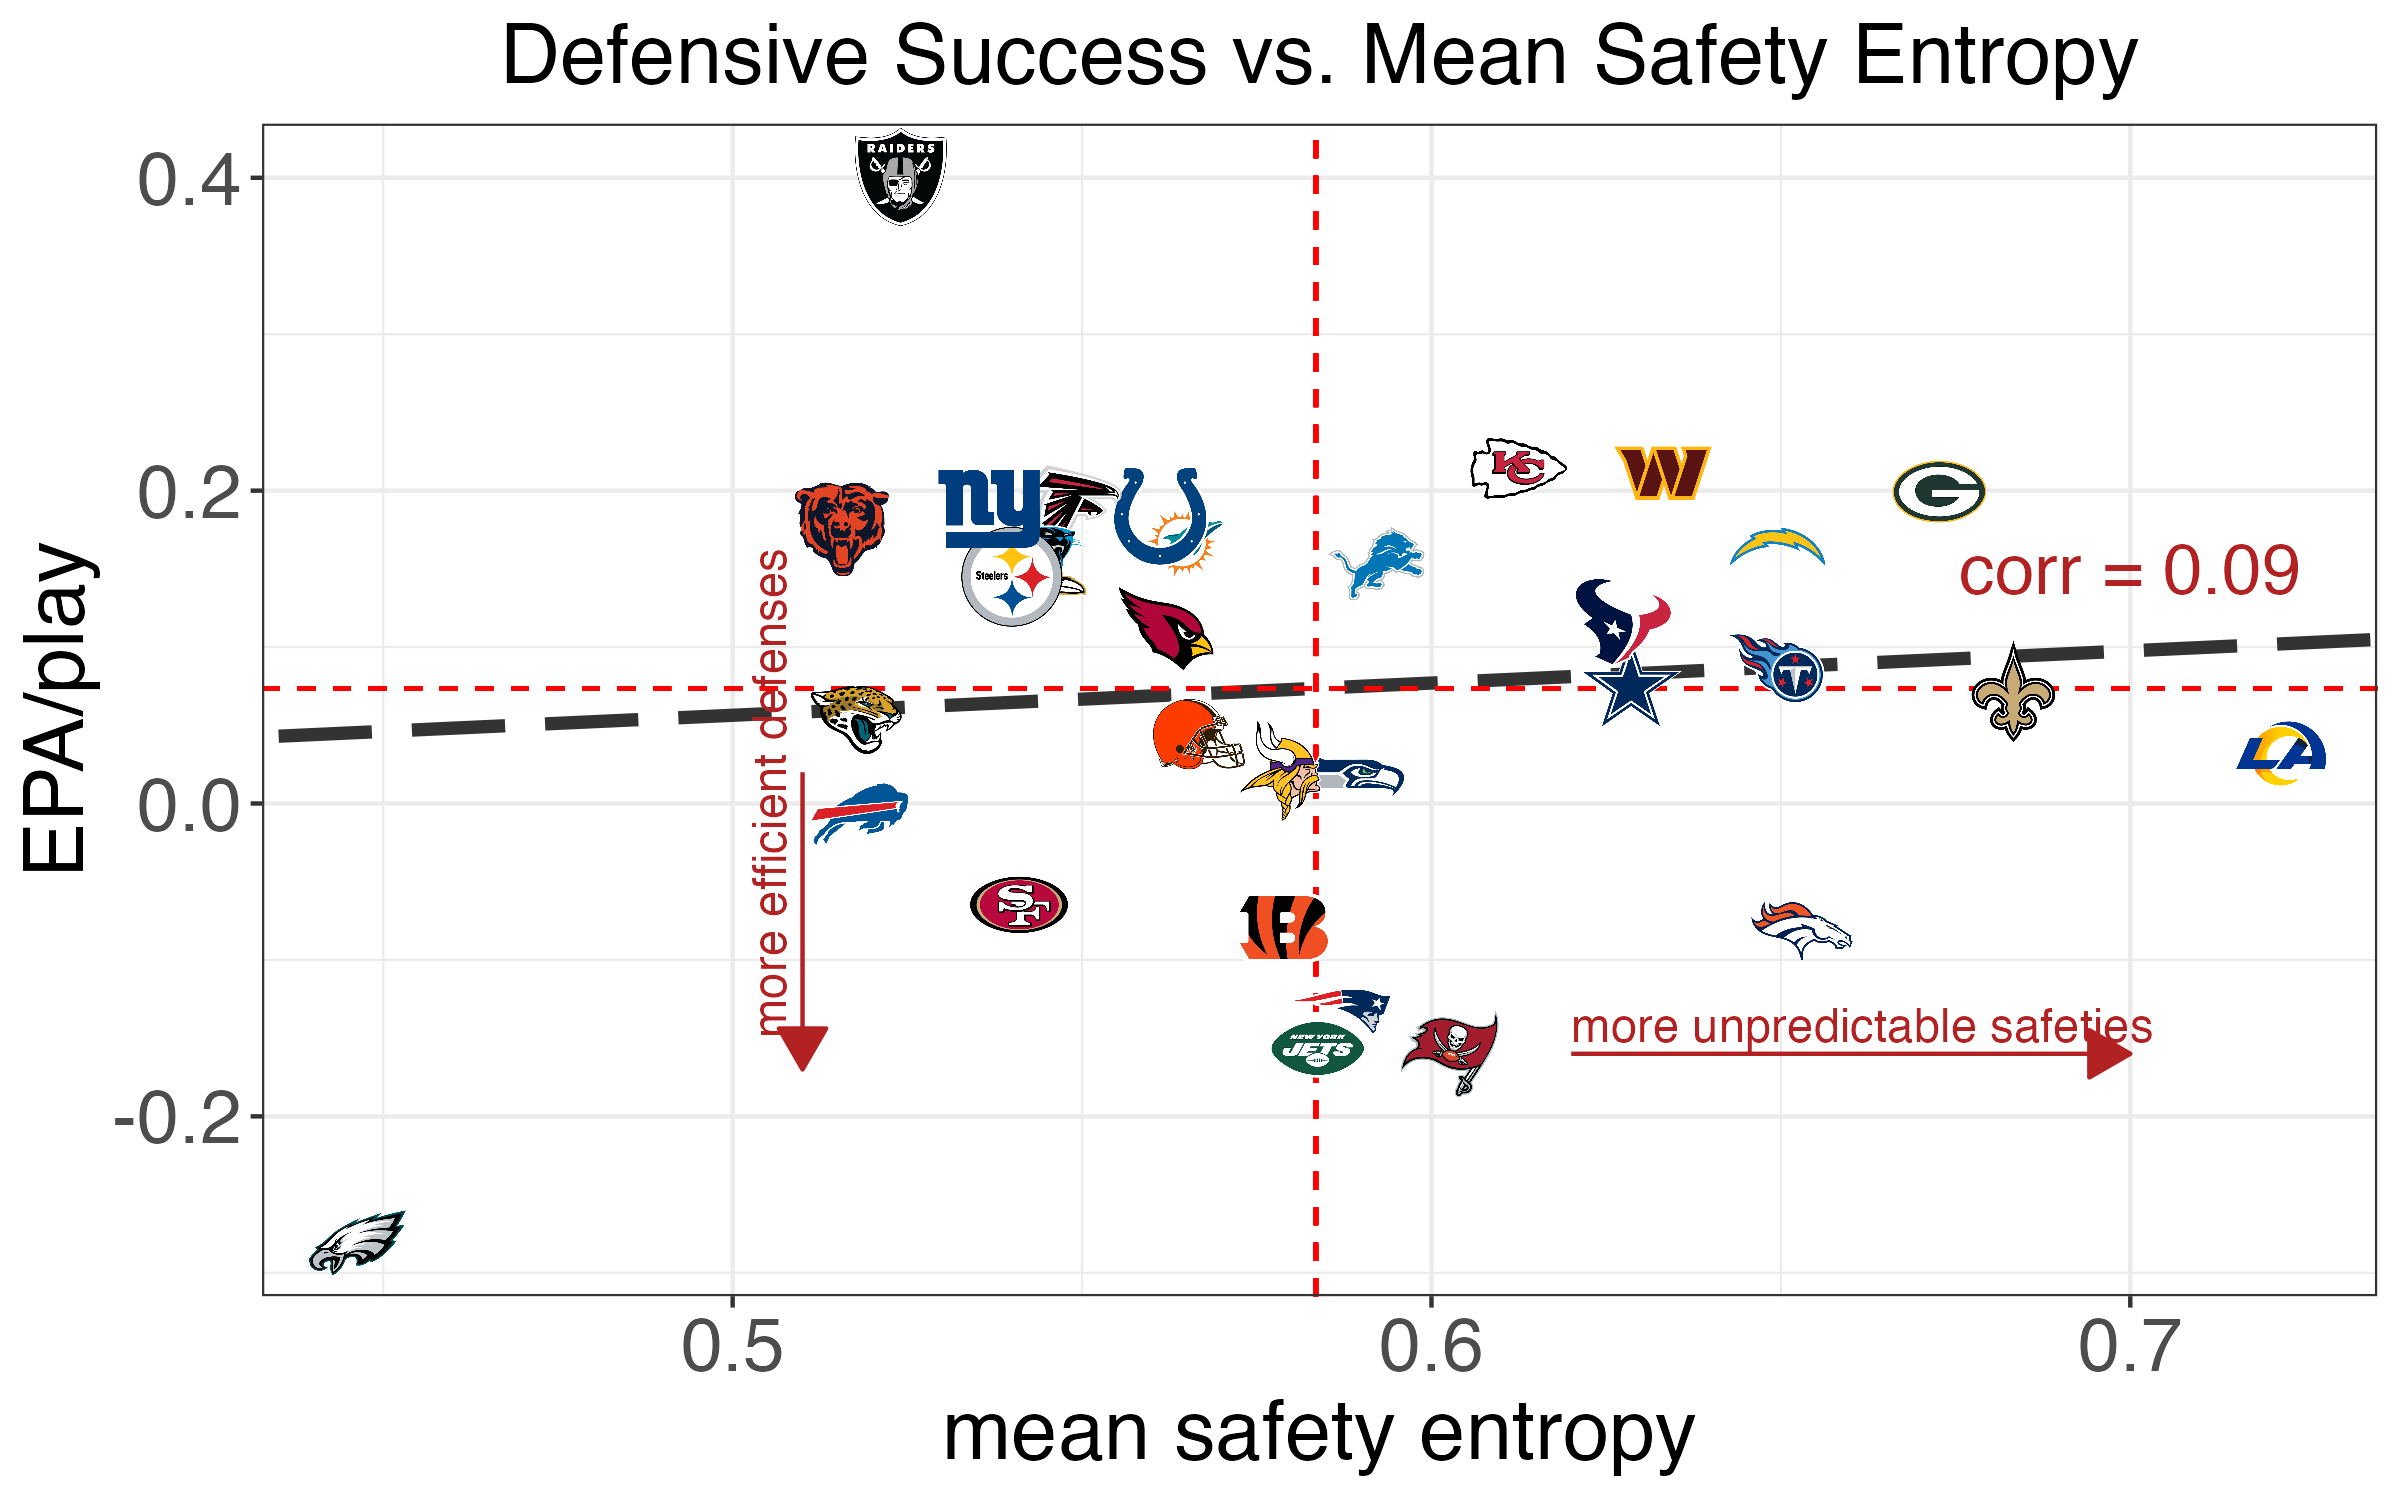 Defensive Success vs. Mean Safety Entropy
EPA/play
0.4
0.2
0.0
-0.2
RAIDERS
ny
Steelers
KC
W
G
corr = 0.09
T
LA
SF
B
NEW YORK
JETS
more efficient defenses
more unpredictable safeties
0.5
0.6
0.7
mean safety entropy